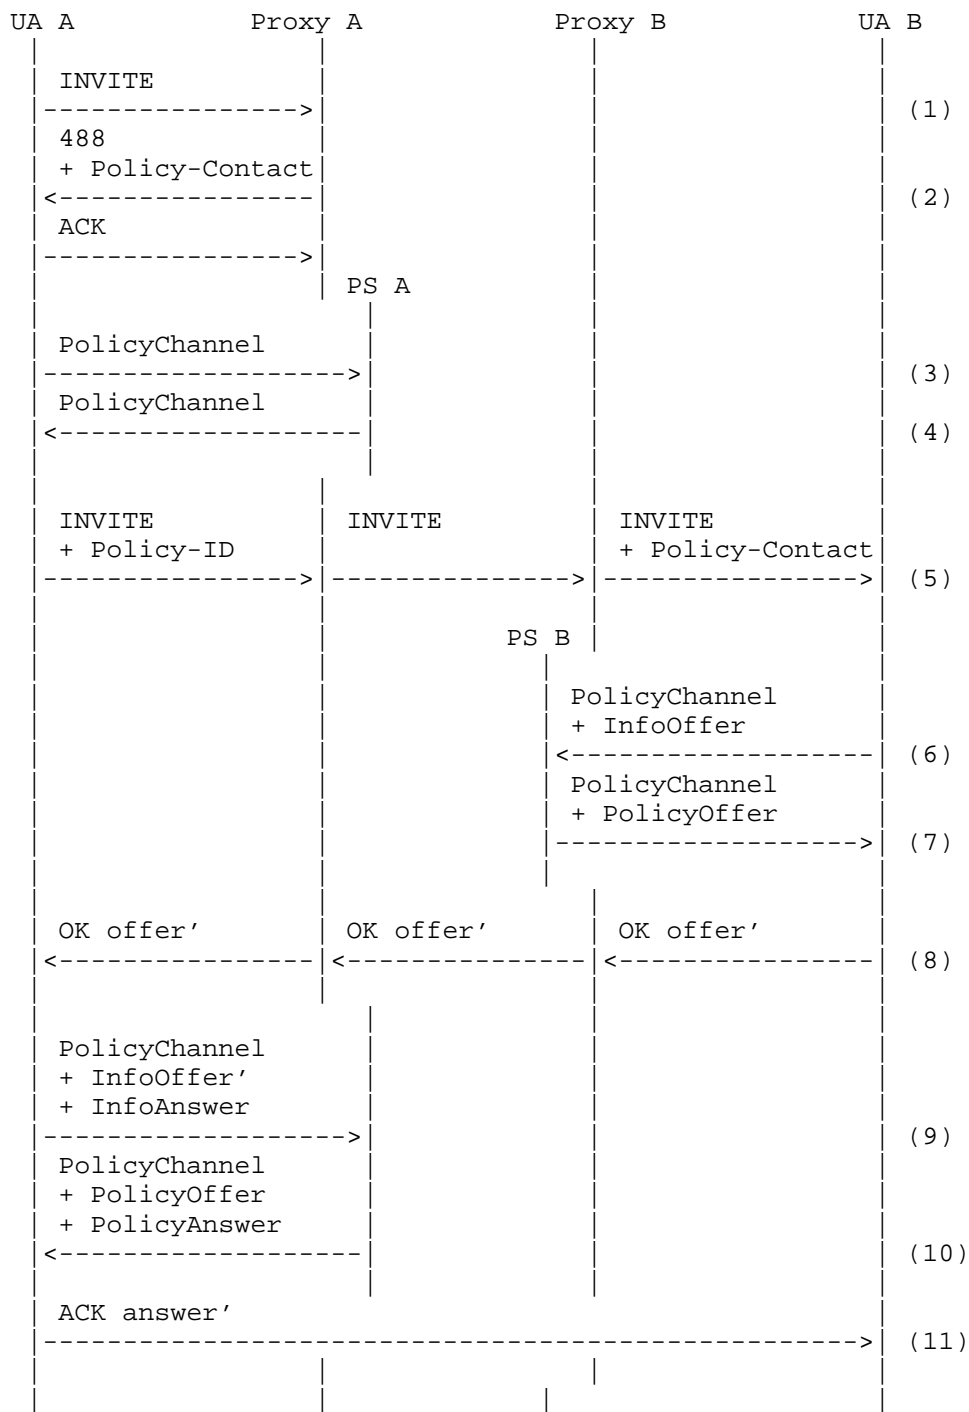 UA A Proxy A Proxy B UA B
INVITE
(1)
488
+ Policy-Contact
(2)
ACK
PS A
PolicyChannel
(3)
PolicyChannel
(4)
INVITE INVITE INVITE
+ Policy-ID + Policy-Contact
(5)
PS B
PolicyChannel
+ InfoOffer
(6)
PolicyChannel
+ PolicyOffer
(7)
OK offer’ OK offer’ OK offer’
(8)
PolicyChannel
+ InfoOffer’
+ InfoAnswer
(9)
PolicyChannel
+ PolicyOffer
+ PolicyAnswer
(10)
ACK answer’
(11)